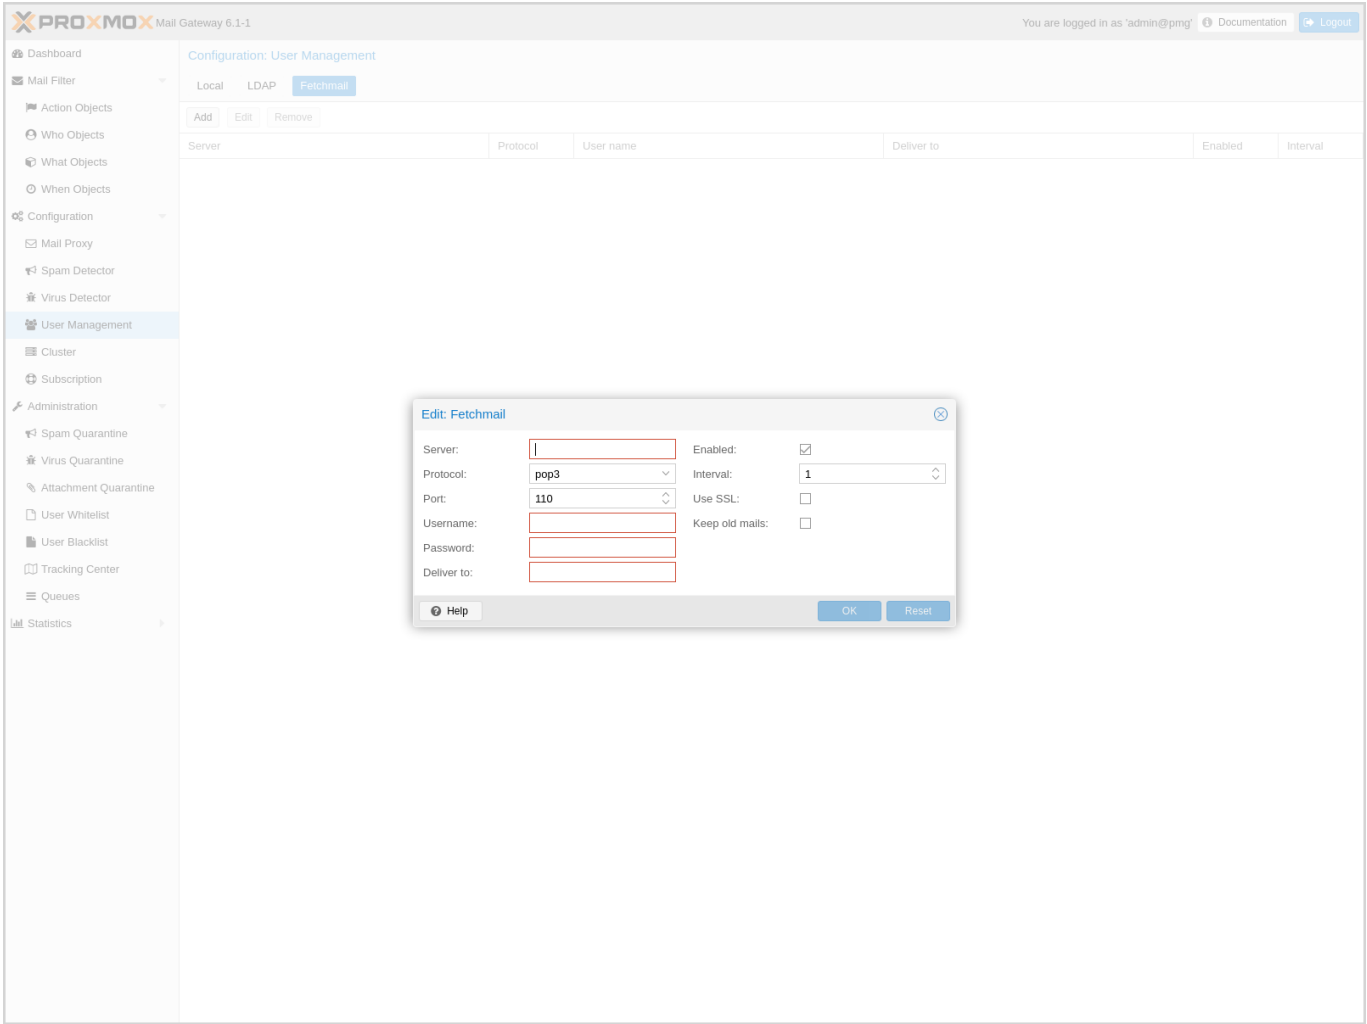 PROXMOX Mail Gateway 6.1-1
You are logged in as 'admin@pmg'
Documentation
Logout
Dashboard
Mail Filter
Action Objects
Who Objects
What Objects
When Objects
Configuration
Mail Proxy
Spam Detector
Virus Detector
User Management
Cluster
Subscription
Administration
Spam Quarantine
Virus Quarantine
Attachment Quarantine
User Whitelist
User Blacklist
Tracking Center
Queues
Statistics
Configuration: User Management
Local LDAP Fetchmail
Add Edit Remove
Server Protocol User name Deliver to Enabled Interval
Edit: Fetchmail
Server:
Protocol: pop3
Port: 110
Username:
Password:
Deliver to:
Enabled:
Interval: 1
Use SSL:
Keep old mails:
Help
OK
Reset